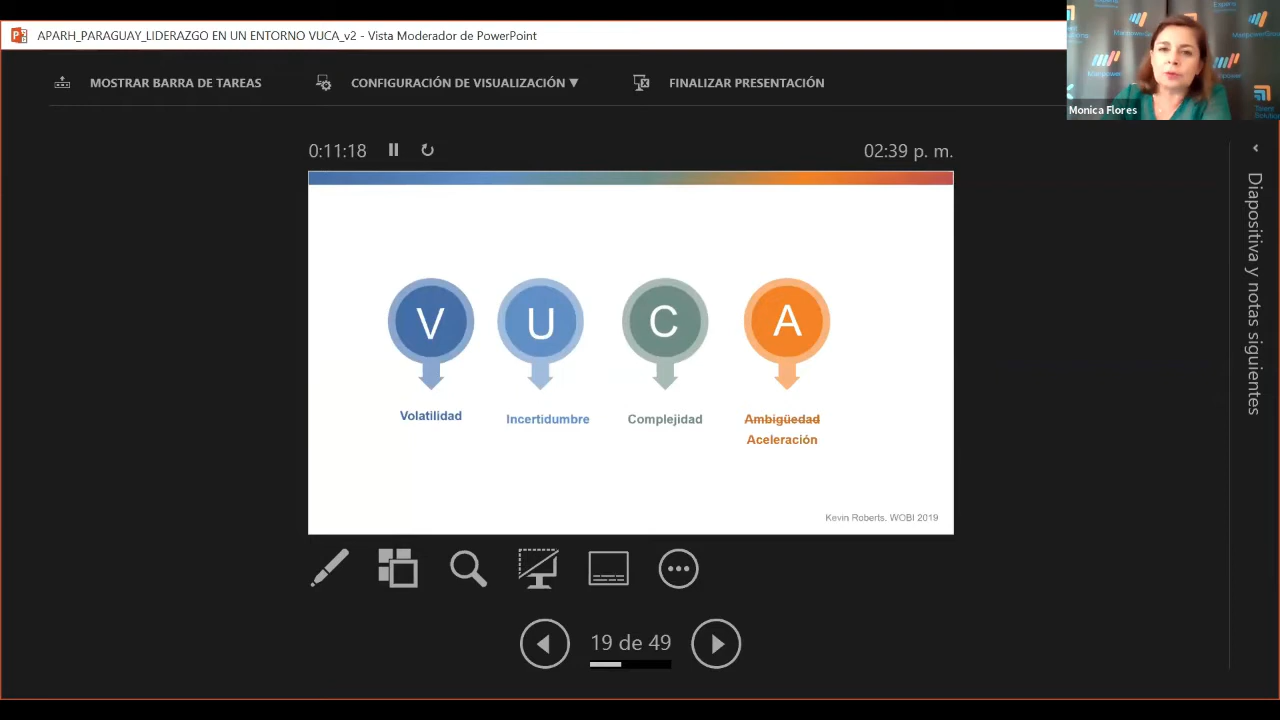 APARH_PARAGUAY_LIDERAZGO EN UN ENTORNO VUCA_v2 - Vista Moderador de PowerPoint
MOSTRAR BARRA DE TAREAS
CONFIGURACIÓN DE VISUALIZACIÓN ▼
FINALIZAR PRESENTACIÓN
Manpower
Monica Flores
0:11:18
02:39 p. m.
Diapositiva y notas siguientes
V U C A
Volatilidad
Incertidumbre
Complejidad
Ambigüedad
Aceleración
Kevin Roberts. WOBI 2019
19 de 49